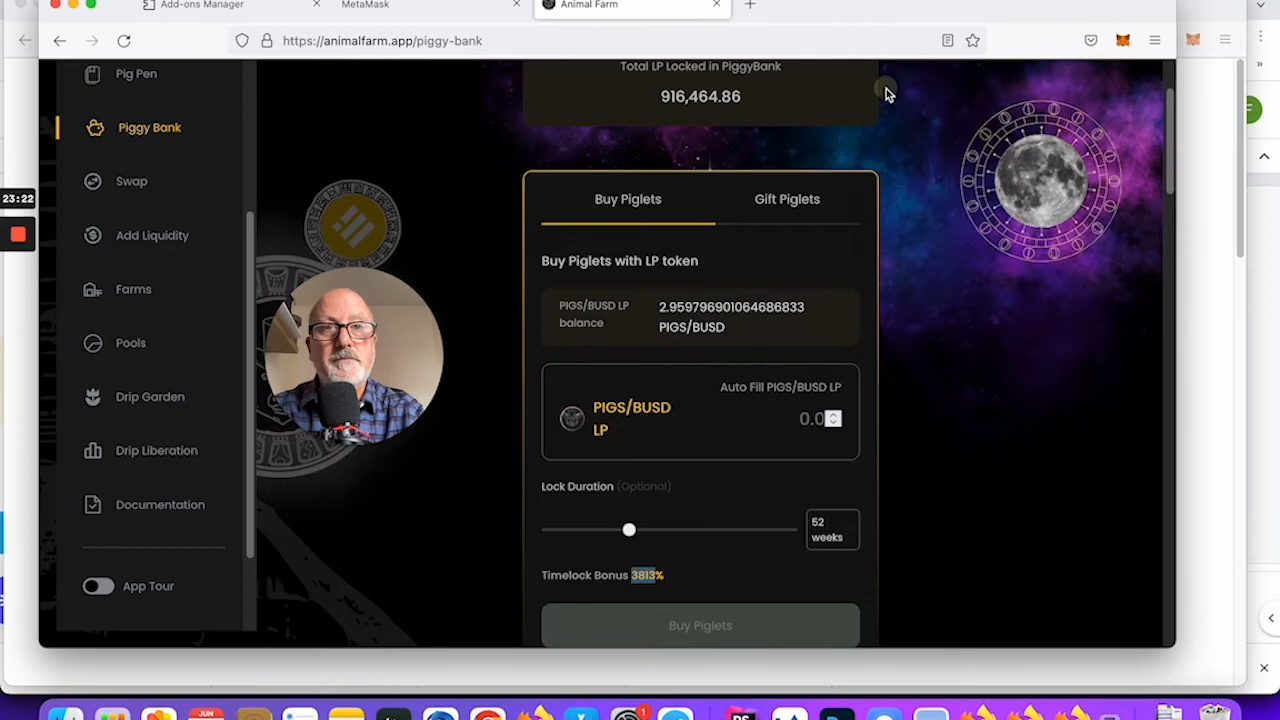 Add-ons Manager
MetaMask
Animal Farm
https://animalfarm.app/piggy-bank
Pig Pen
Piggy Bank
Swap
Add Liquidity
Farms
Pools
Drip Garden
Drip Liberation
Documentation
App Tour
23:22
Total LP Locked in PiggyBank
916,464.86
Buy Piglets
Gift Piglets
Buy Piglets with LP token
PIGS/BUSD LP
balance
2.959796901064686833
PIGS/BUSD
Auto Fill PIGS/BUSD LP
PIGS/BUSD
LP
0.0
Lock Duration (Optional)
52
weeks
Timelock Bonus 3813%
Buy Piglets
JUN
1